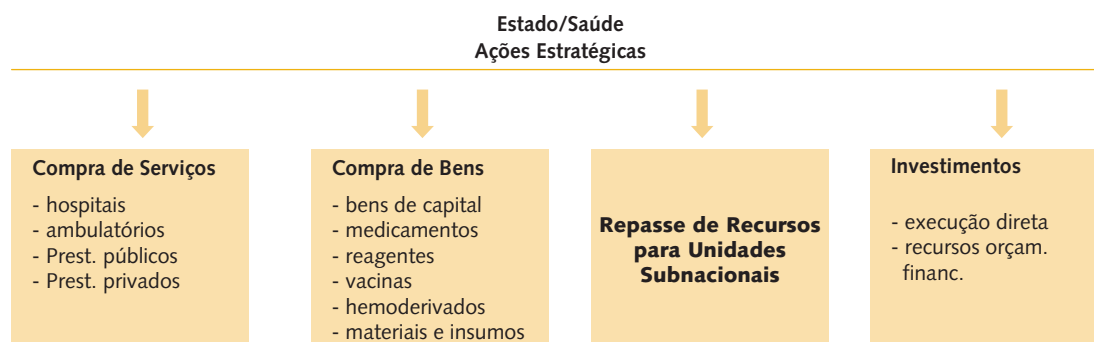 Estado/Saúde
Ações Estratégicas
Compra de Serviços
- hospitais
- ambulatórios
- Prest. públicos
- Prest. privados
Compra de Bens
- bens de capital
- medicamentos
- reagentes
- vacinas
- hemoderivados
- materiais e insumos
Repasse de Recursos
para Unidades
Subnacionais
Investimentos
- execução direta
- recursos orçam.
financ.